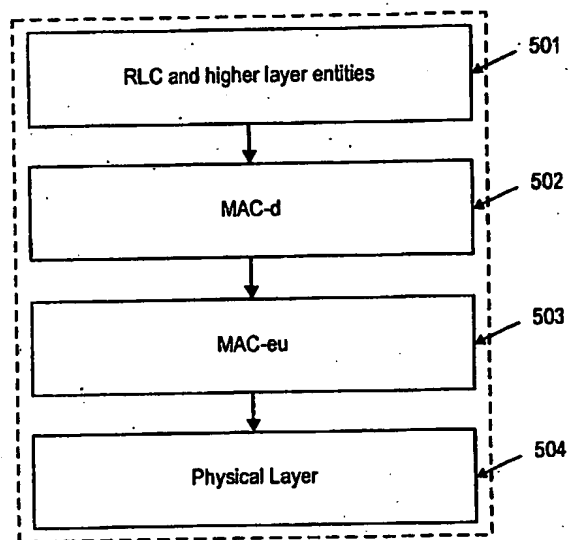 501
RLC and higher layer entities
502
MAC-d
503
MAC-eu
504
Physical Layer